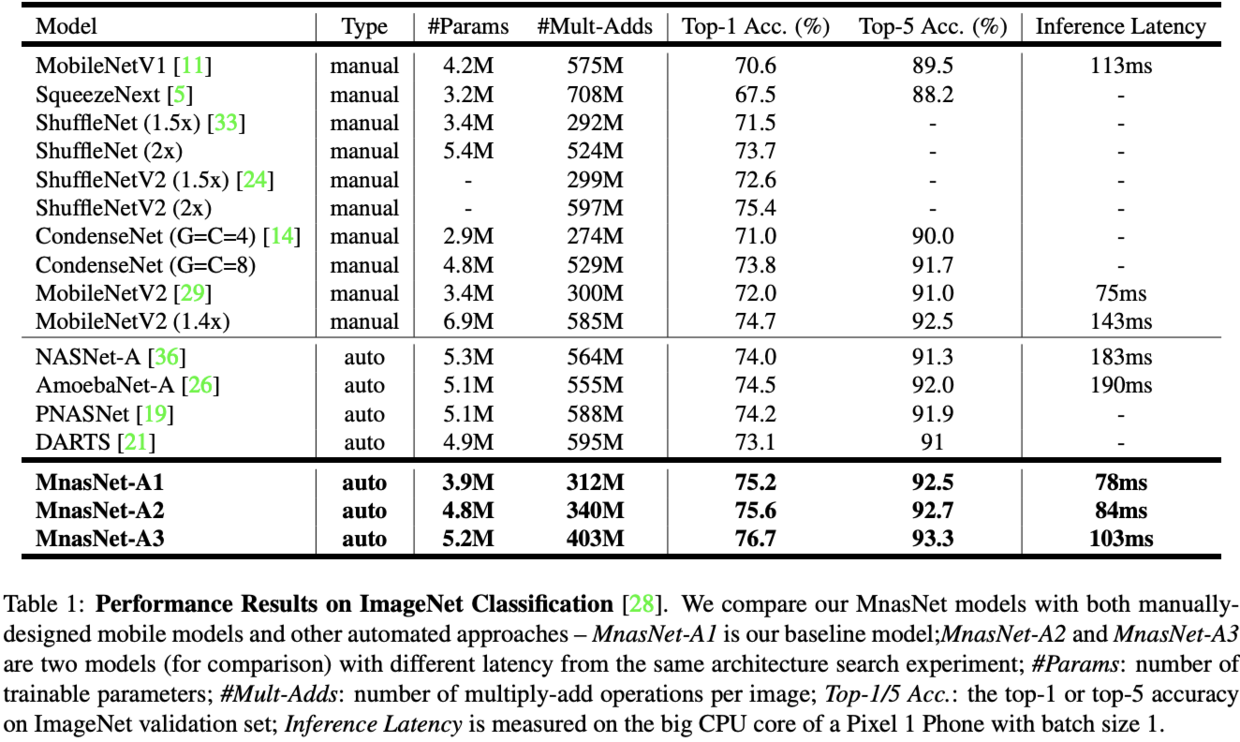 Model Type #Params #Mult-Adds Top-1 Acc. (%) Top-5 Acc. (%) Inference Latency
MobileNetV1 [11] manual 4.2M 575M 70.6 89.5 113ms
SqueezeNext [5] manual 3.2M 708M 67.5 88.2 -
ShuffleNet (1.5x) [33] manual 3.4M 292M 71.5 - -
ShuffleNet (2x) manual 5.4M 524M 73.7 - -
ShuffleNetV2 (1.5x) [24] manual - 299M 72.6 - -
ShuffleNetV2 (2x) manual - 597M 75.4 - -
CondenseNet (G=C=4) [14] manual 2.9M 274M 71.0 90.0 -
CondenseNet (G=C=8) manual 4.8M 529M 73.8 91.7 -
MobileNetV2 [29] manual 3.4M 300M 72.0 91.0 75ms
MobileNetV2 (1.4x) manual 6.9M 585M 74.7 92.5 143ms
NASNet-A [36] auto 5.3M 564M 74.0 91.3 183ms
AmoebaNet-A [26] auto 5.1M 555M 74.5 92.0 190ms
PNASNet [19] auto 5.1M 588M 74.2 91.9 -
DARTS [21] auto 4.9M 595M 73.1 91 -
MnasNet-A1 auto 3.9M 312M 75.2 92.5 78ms
MnasNet-A2 auto 4.8M 340M 75.6 92.7 84ms
MnasNet-A3 auto 5.2M 403M 76.7 93.3 103ms
Table 1: Performance Results on ImageNet Classification [28]. We compare our MnasNet models with both manually-
designed mobile models and other automated approaches – MnasNet-A1 is our baseline model;MnasNet-A2 and MnasNet-A3
are two models (for comparison) with different latency from the same architecture search experiment; #Params: number of
trainable parameters; #Mult-Adds: number of multiply-add operations per image; Top-1/5 Acc.: the top-1 or top-5 accuracy
on ImageNet validation set; Inference Latency is measured on the big CPU core of a Pixel 1 Phone with batch size 1.